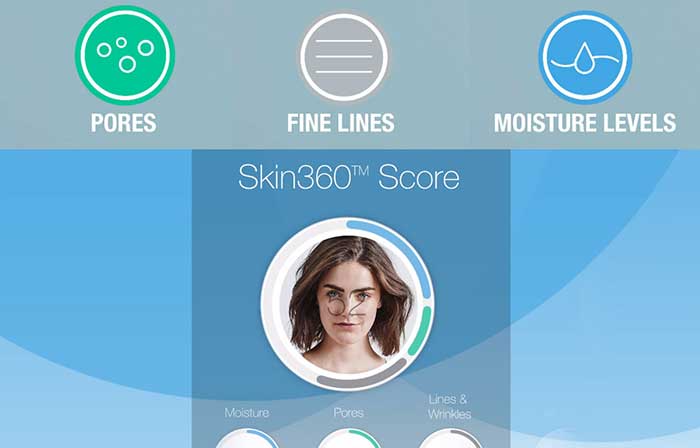 PORES
FINE LINES
MOISTURE LEVELS
Skin360™ Score
Moisture
Pores
Lines &
Wrinkles